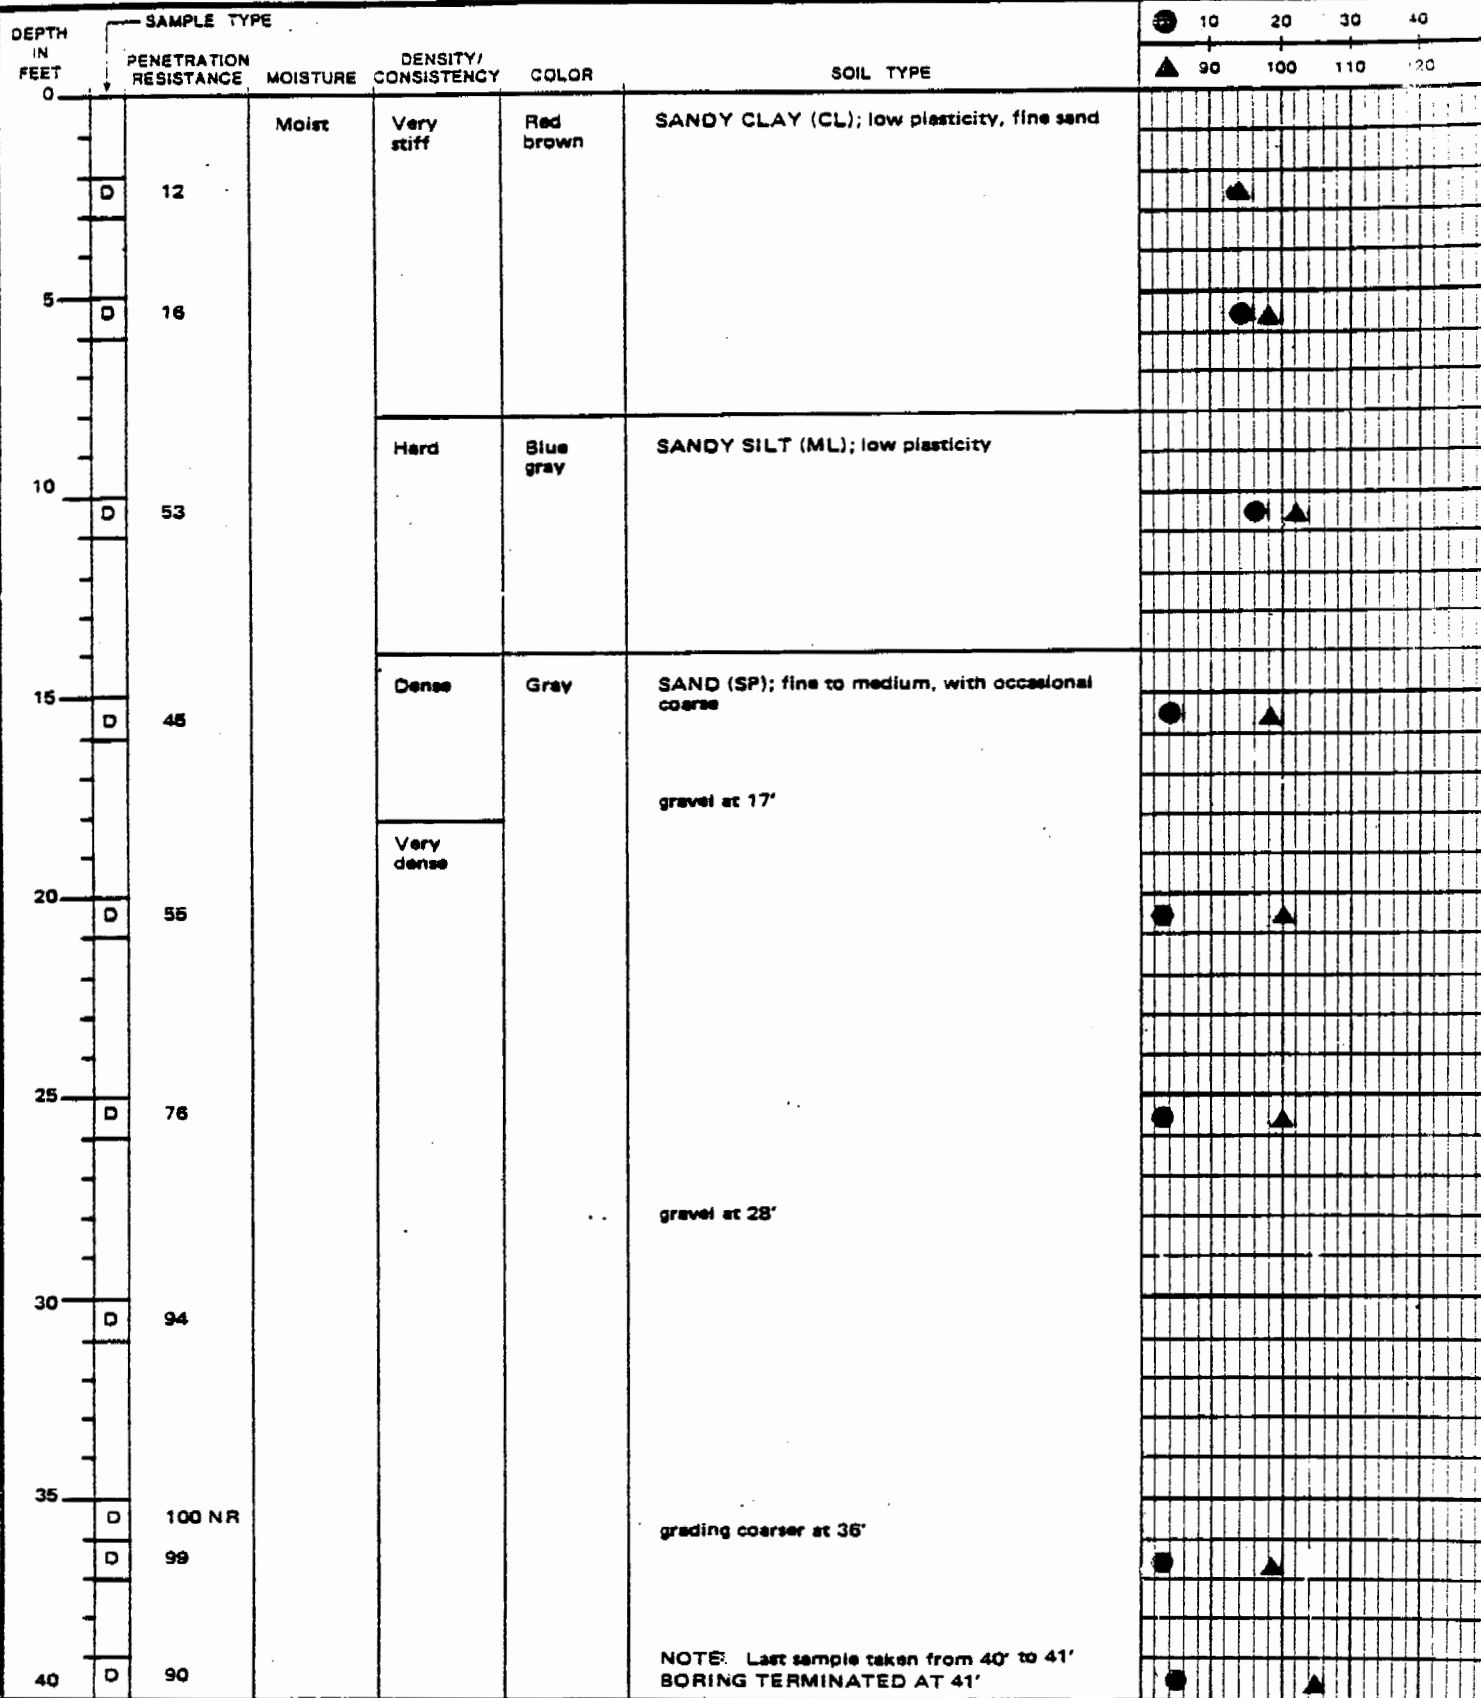 SAMPLE TYPE
DEPTH IN FEET
PENETRATION RESISTANCE
MOISTURE
DENSITY/ CONSISTENCY
COLOR
SOIL TYPE
10 20 30 40
90 100 110 120
0
Moist
Very stiff
Red brown
SANDY CLAY (CL); low plasticity, fine sand
D 12
5
D 16
Hard
Blue gray
SANDY SILT (ML); low plasticity
10
D 53
Dense
Gray
SAND (SP); fine to medium, with occasional
coarse
15
D 45
gravel at 17'
Very dense
20
D 55
25
D 76
gravel at 28'
30
D 94
35
D 100 NR
grading coarser at 36'
D 99
NOTE: Last sample taken from 40' to 41'
40 D 90
BORING TERMINATED AT 41'